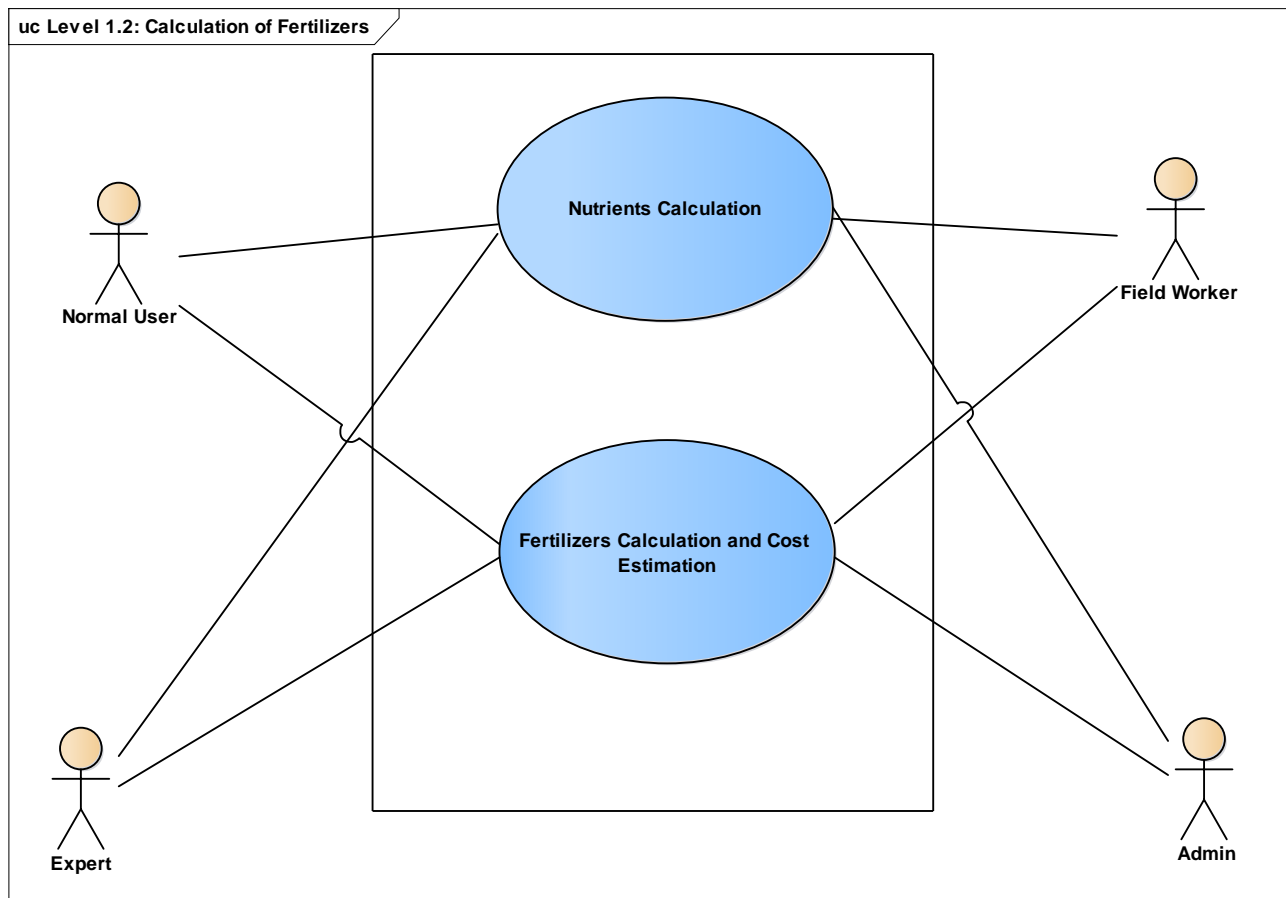 uc Level 1.2: Calculation of Fertilizers
Nutrients Calculation
Normal User
Field Worker
Fertilizers Calculation and Cost
Estimation
Expert
Admin